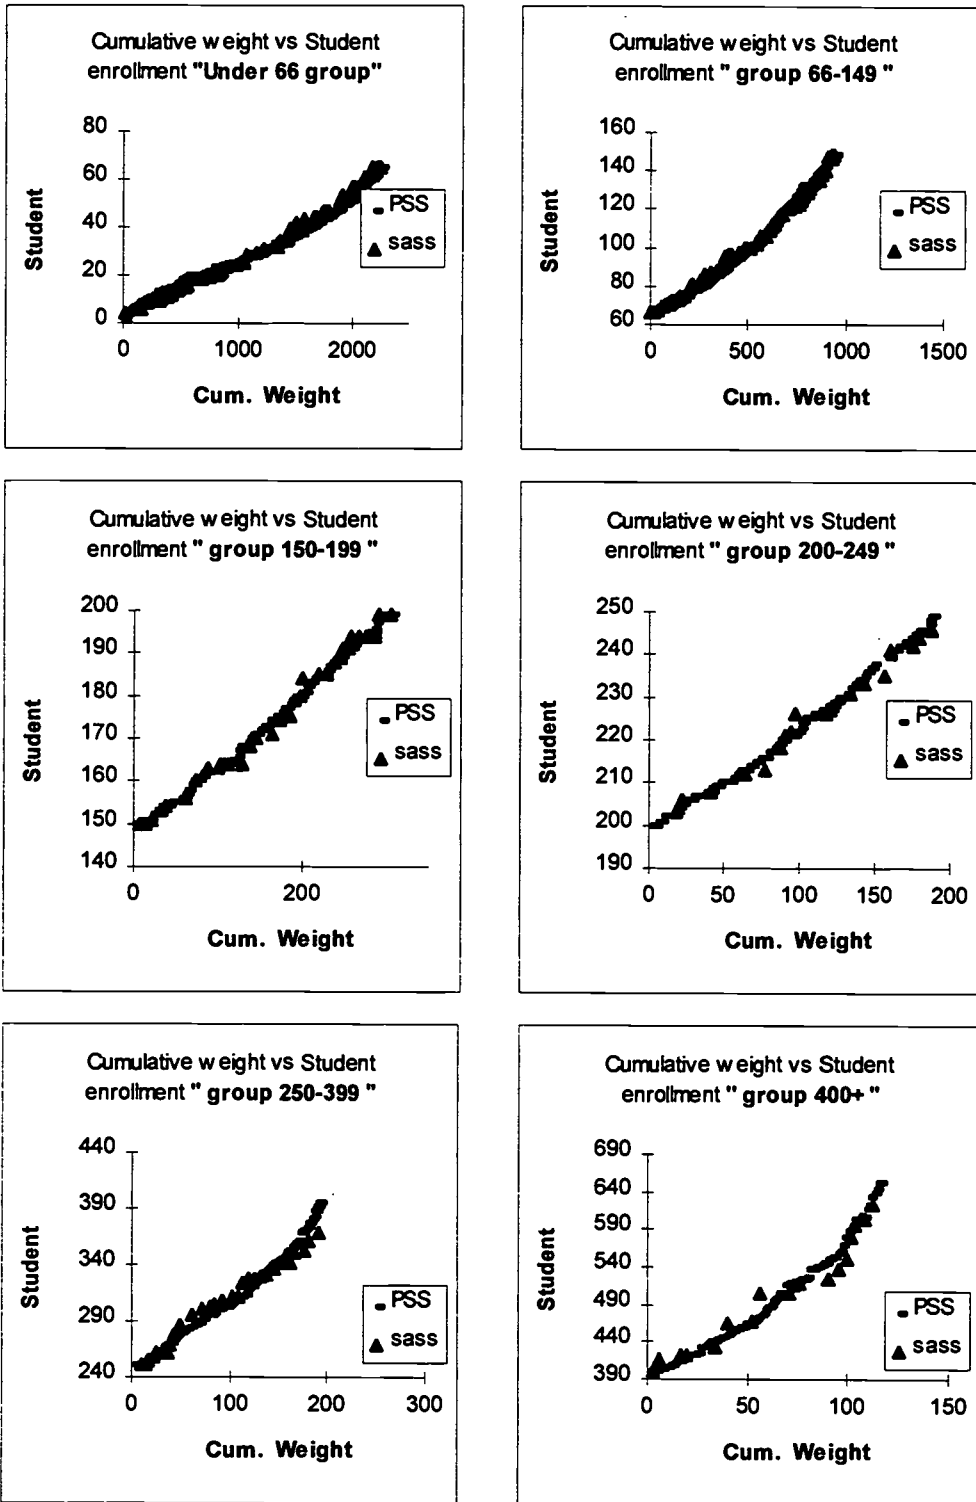 Cumulative weight vs Student
enrollment "Under 66 group"
80
60
40
20
0
0 1000 2000
Student
Cum. Weight
PSS
sass
Cumulative weight vs Student
enrollment " group 66-149 "
160
140
120
100
80
60
0 500 1000 1500
Student
Cum. Weight
PSS
sass
Cumulative weight vs Student
enrollment " group 150-199 "
200
190
180
170
160
150
140
0 200
Student
Cum. Weight
PSS
sass
Cumulative weight vs Student
enrollment " group 200-249 "
250
240
230
220
210
200
190
0 50 100 150 200
Student
Cum. Weight
PSS
sass
Cumulative weight vs Student
enrollment " group 250-399 "
440
390
340
290
240
0 100 200 300
Student
Cum. Weight
PSS
sass
Cumulative weight vs Student
enrollment " group 400+ "
690
640
590
540
490
440
390
0 50 100 150
Student
Cum. Weight
PSS
sass